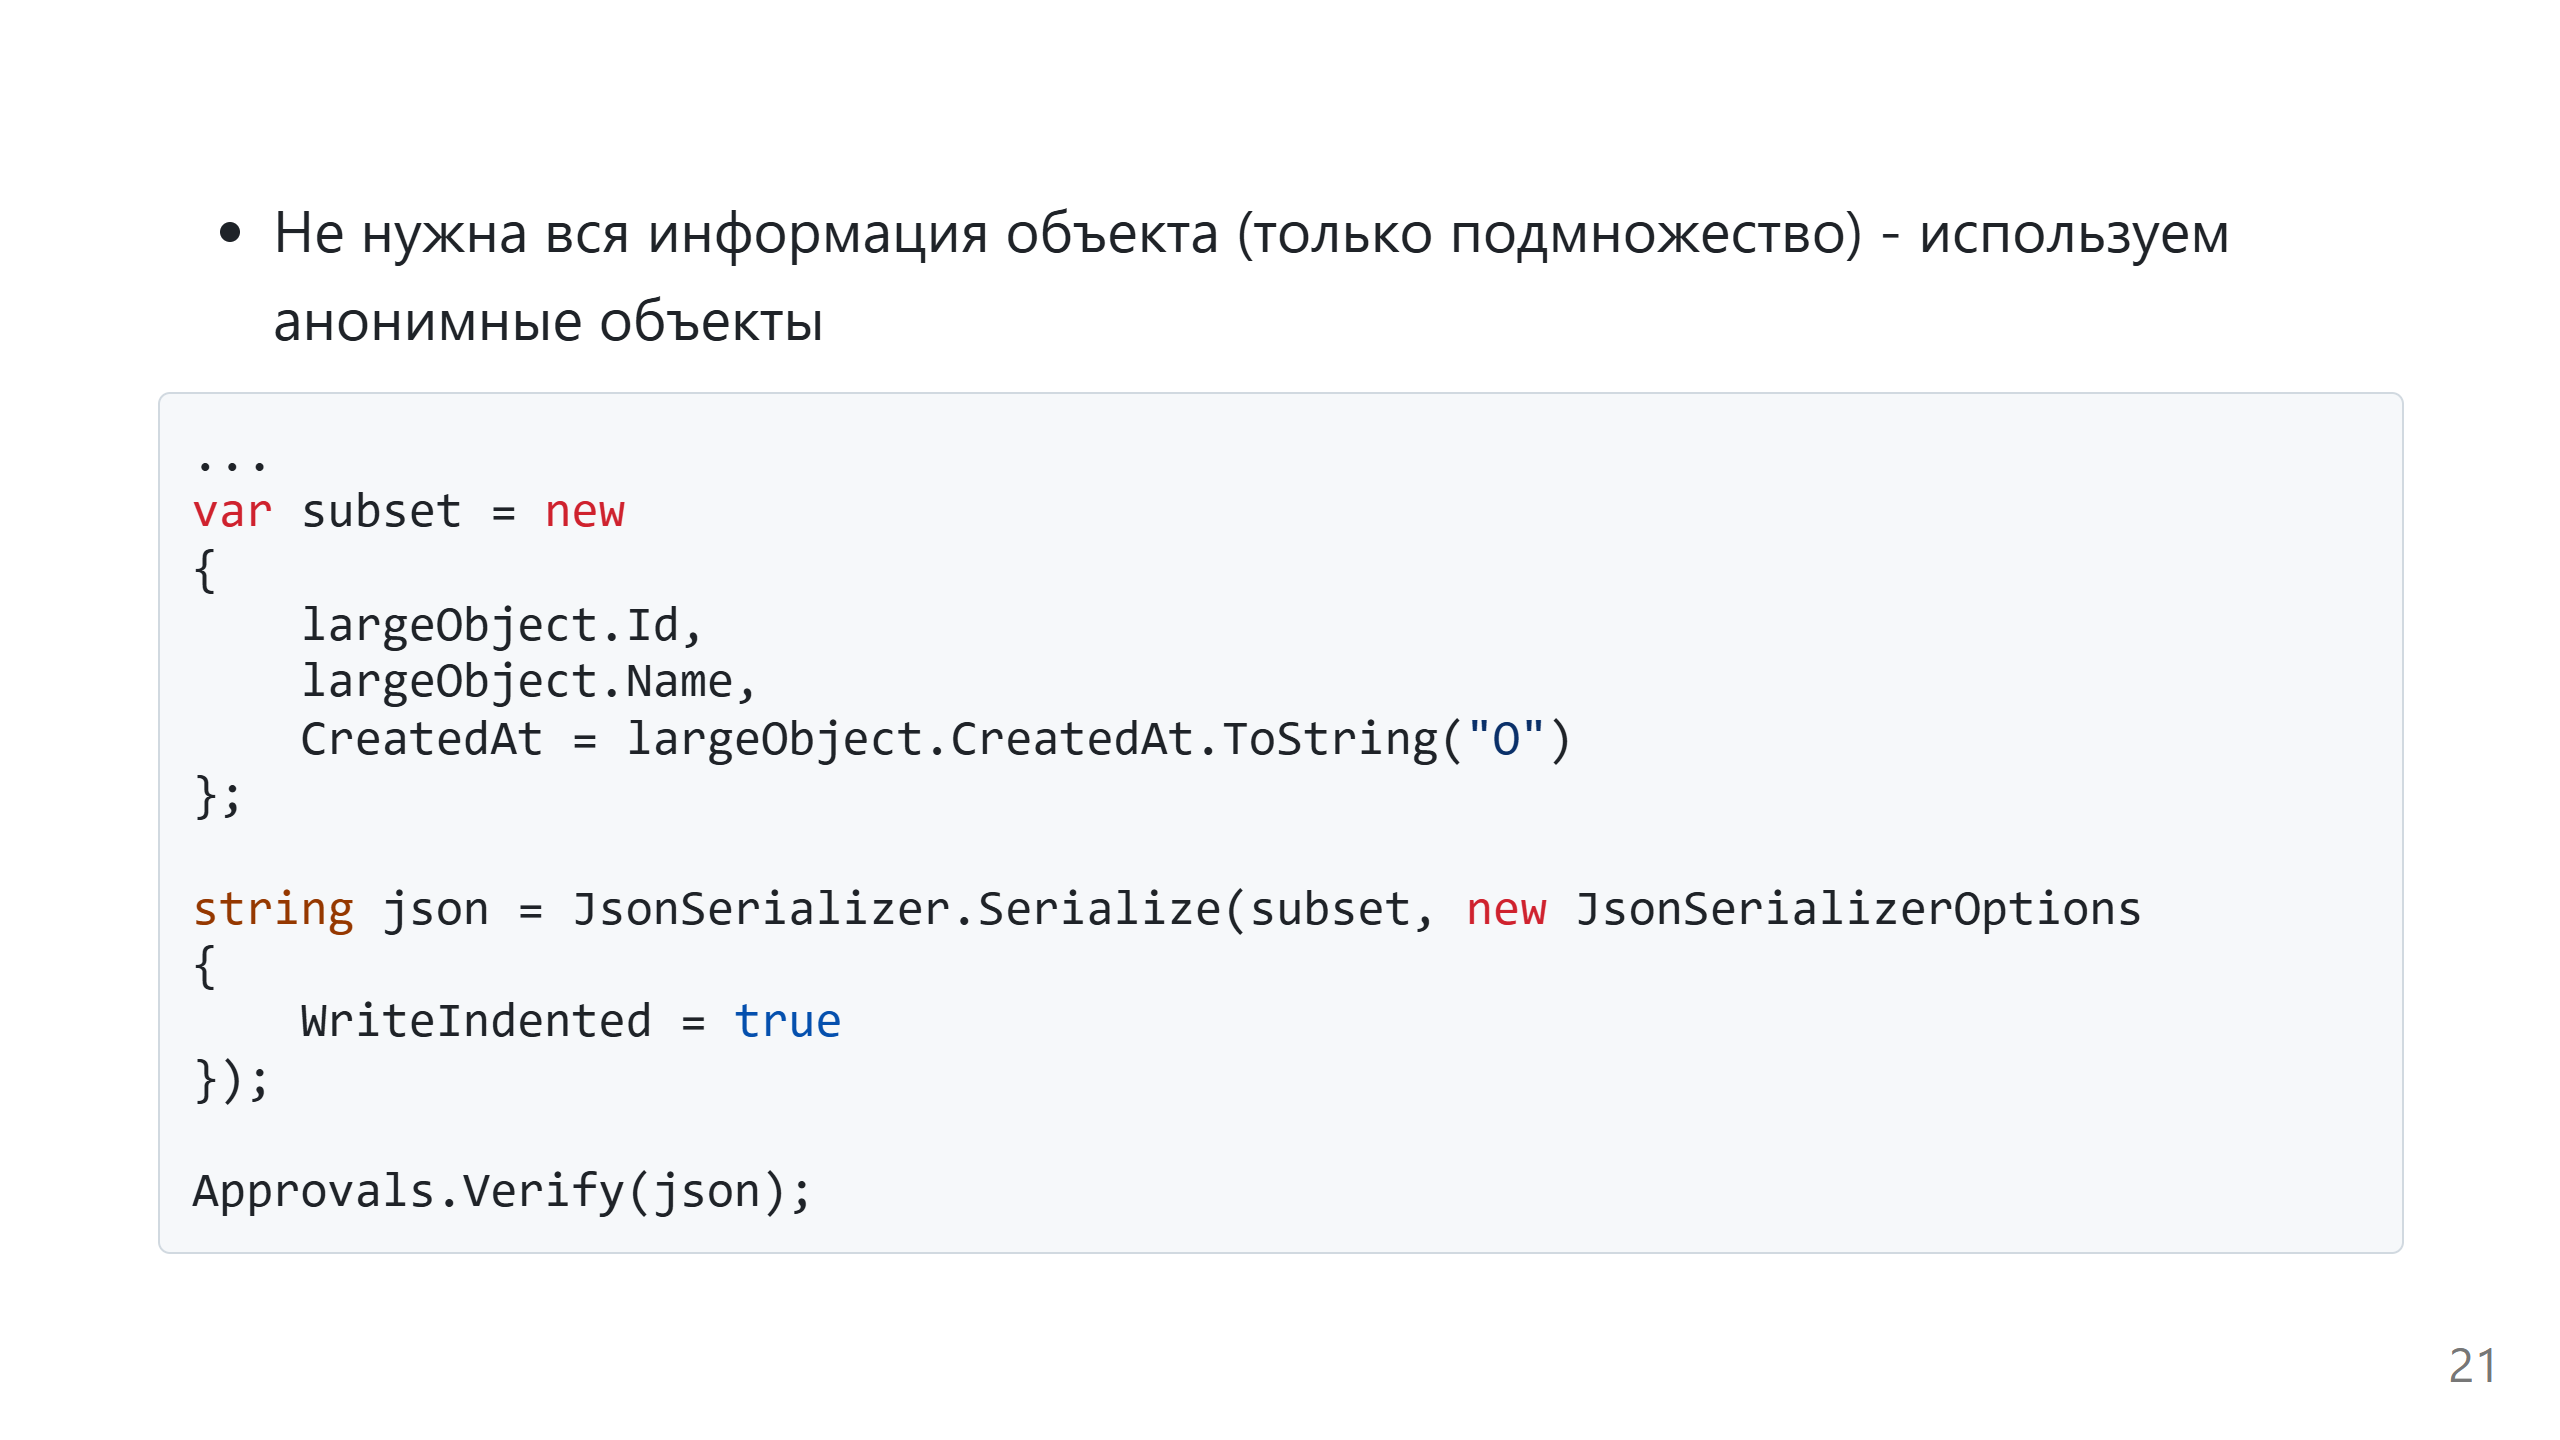 • Не нужна вся информация объекта (только подмножество) - используем
анонимные объекты
...
var subset = new
{
    largeObject.Id,
    largeObject.Name,
    CreatedAt = largeObject.CreatedAt.ToString("O")
};

string json = JsonSerializer.Serialize(subset, new JsonSerializerOptions
{
    WriteIndented = true
});

Approvals.Verify(json);
21